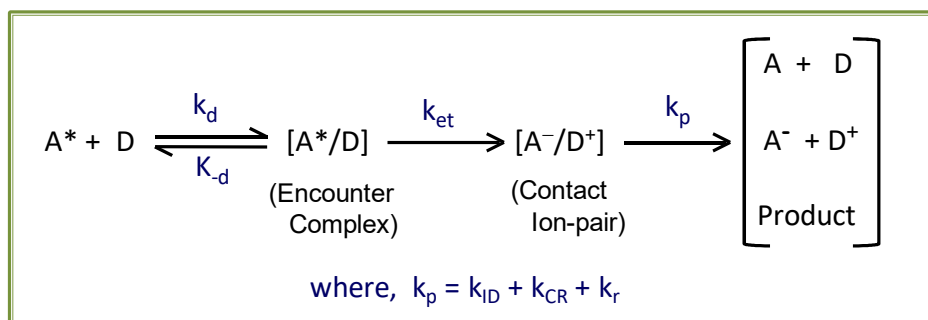 A* + D k_d K_-d [A*/D] k_et [A⁻/D⁺] k_p A + D
(Encounter Complex) (Contact Ion-pair) A⁻ + D⁺
Product
where, k_p = k_ID + k_CR + k_r